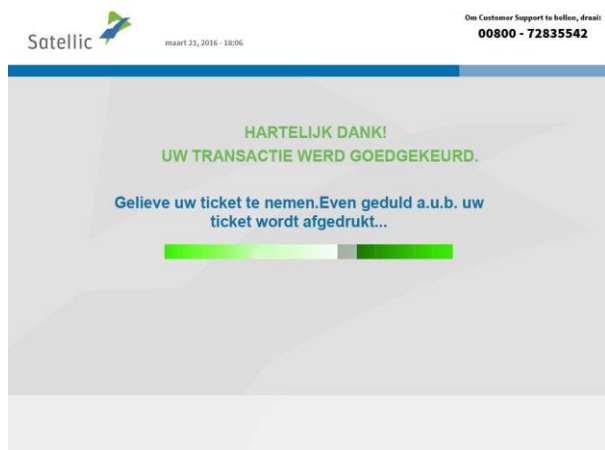 Om Customer Support te bellen, draai:
00800 - 72835542
Satellic
maart 21, 2016 - 18:06
HARTELIJK DANK!
UW TRANSACTIE WERD GOEDGEKEURD.
Gelieve uw ticket te nemen.Even geduld a.u.b. uw
ticket wordt afgedrukt...